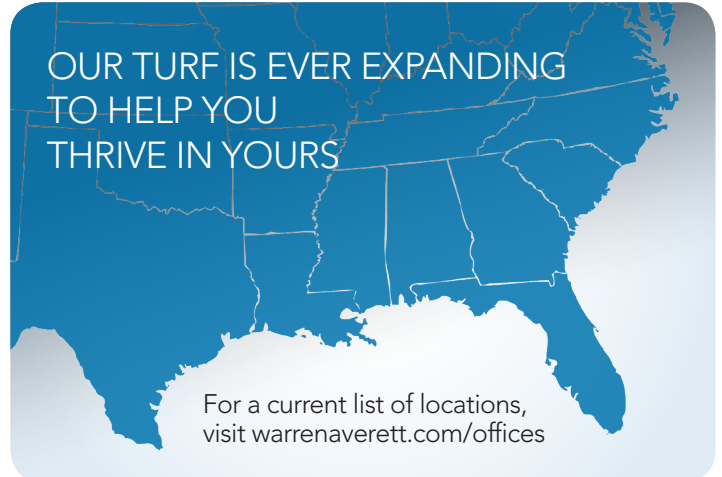 OUR TURF IS EVER EXPANDING
TO HELP YOU
THRIVE IN YOURS
For a current list of locations,
visit warrenaverett.com/offices